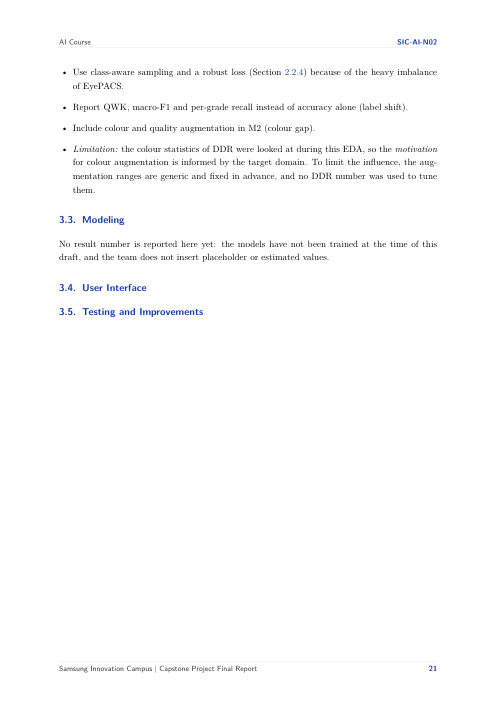 AI Course
SIC-AI-N02
• Use class-aware sampling and a robust loss (Section 2.2.4) because of the heavy imbalance
of EyePACS.
• Report QWK, macro-F1 and per-grade recall instead of accuracy alone (label shift).
• Include colour and quality augmentation in M2 (colour gap).
• Limitation: the colour statistics of DDR were looked at during this EDA, so the motivation
for colour augmentation is informed by the target domain. To limit the influence, the aug-
mentation ranges are generic and fixed in advance, and no DDR number was used to tune
them.
3.3. Modeling
No result number is reported here yet: the models have not been trained at the time of this
draft, and the team does not insert placeholder or estimated values.
3.4. User Interface
3.5. Testing and Improvements
Samsung Innovation Campus | Capstone Project Final Report
21